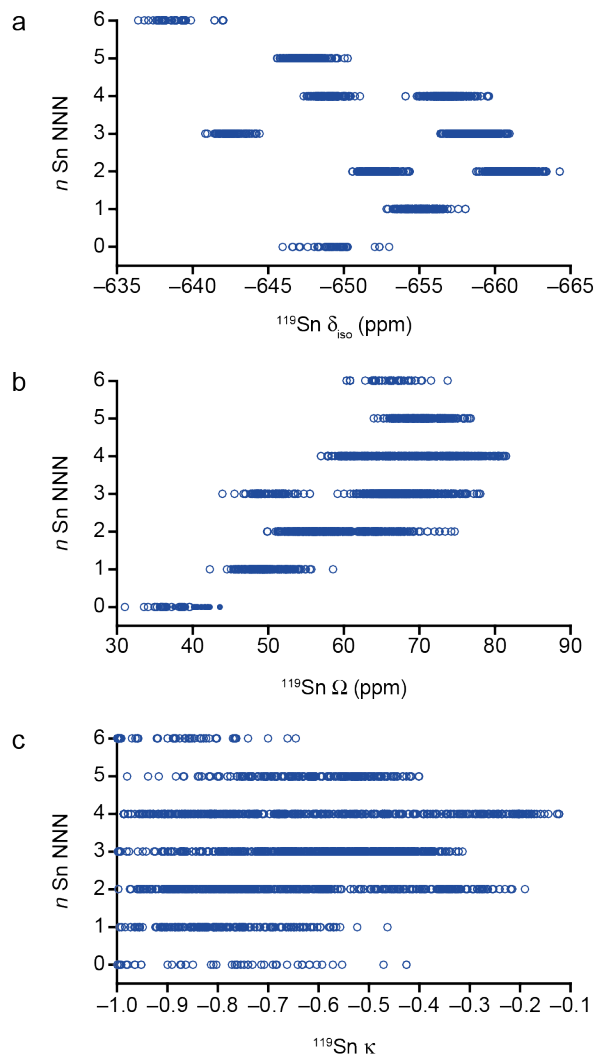 a
6
5
4
3
2
1
0
n Sn NNN
–635 –640 –645 –650 –655 –660 –665
¹¹⁹Sn δiso (ppm)
b
6
5
4
3
2
1
0
n Sn NNN
30 40 50 60 70 80 90
¹¹⁹Sn Ω (ppm)
c
6
5
4
3
2
1
0
n Sn NNN
–1.0 –0.9 –0.8 –0.7 –0.6 –0.5 –0.4 –0.3 –0.2 –0.1
¹¹⁹Sn κ